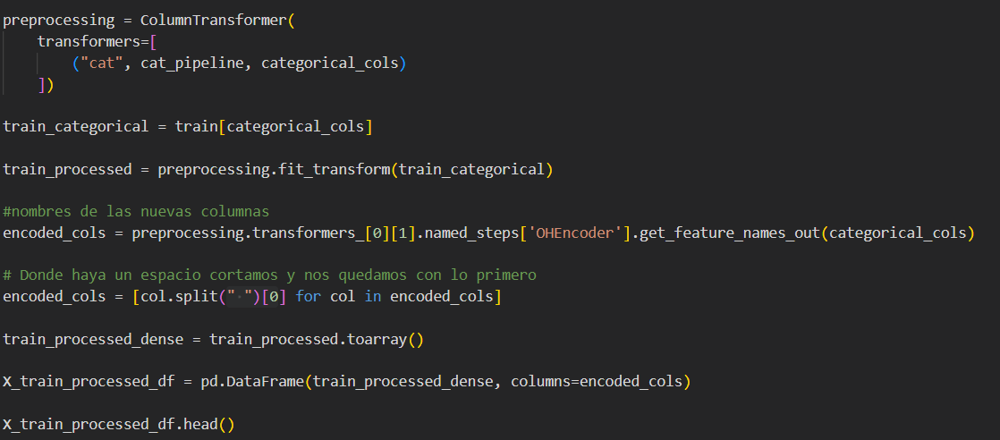 preprocessing = ColumnTransformer(
    transformers=[
        ("cat", cat_pipeline, categorical_cols)
    ])
train_categorical = train[categorical_cols]
train_processed = preprocessing.fit_transform(train_categorical)
#nombres de las nuevas columnas
encoded_cols = preprocessing.transformers_[0][1].named_steps['OHEncoder'].get_feature_names_out(categorical_cols)
# Donde haya un espacio cortamos y nos quedamos con lo primero
encoded_cols = [col.split(" ")[0] for col in encoded_cols]
train_processed_dense = train_processed.toarray()
X_train_processed_df = pd.DataFrame(train_processed_dense, columns=encoded_cols)
X_train_processed_df.head()